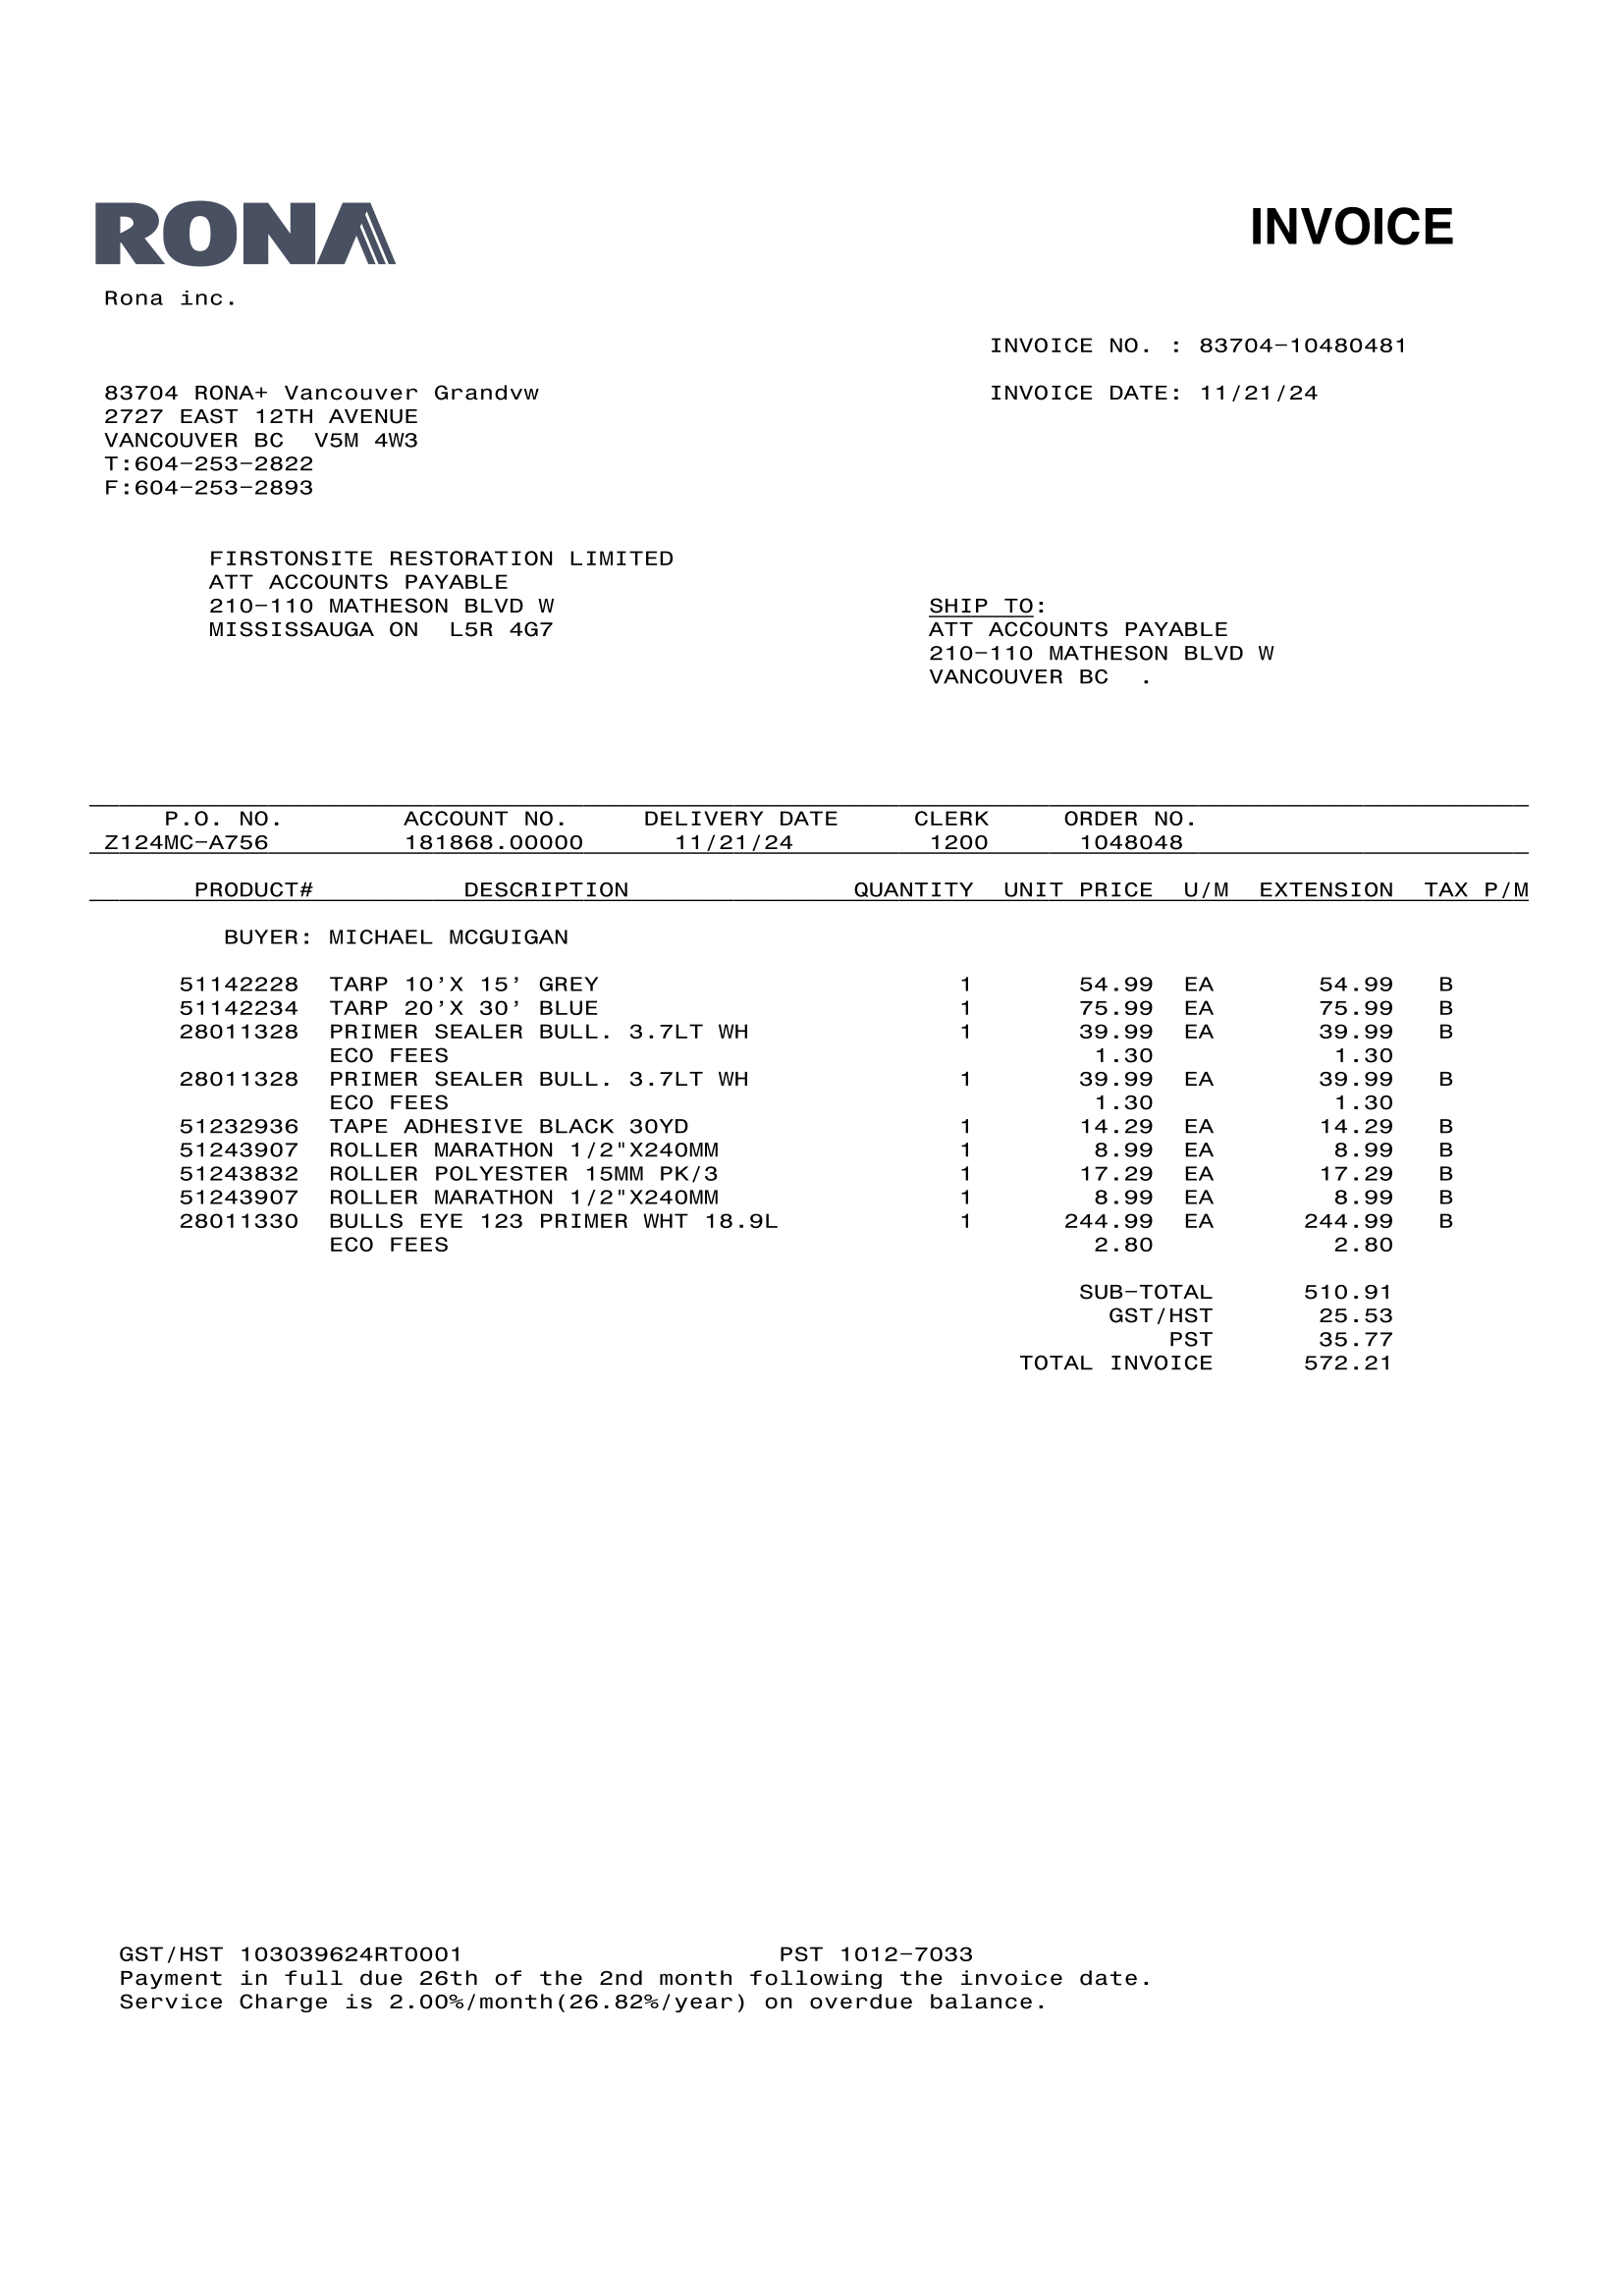 RONA
INVOICE
Rona inc.
INVOICE NO. : 83704-10480481
83704 RONA+ Vancouver Grandvw INVOICE DATE: 11/21/24
2727 EAST 12TH AVENUE
VANCOUVER BC V5M 4W3
T:604-253-2822
F:604-253-2893
FIRSTONSITE RESTORATION LIMITED
ATT ACCOUNTS PAYABLE
210-110 MATHESON BLVD W
MISSISSAUGA ON L5R 4G7
SHIP TO:
ATT ACCOUNTS PAYABLE
210-110 MATHESON BLVD W
VANCOUVER BC .
P.O. NO. ACCOUNT NO. DELIVERY DATE CLERK ORDER NO.
Z124MC-A756 181868.00000 11/21/24 1200 1048048
PRODUCT# DESCRIPTION QUANTITY UNIT PRICE U/M EXTENSION TAX P/M
BUYER: MICHAEL MCGUIGAN
51142228 TARP 10'X 15' GREY 1 54.99 EA 54.99 B
51142234 TARP 20'X 30' BLUE 1 75.99 EA 75.99 B
28011328 PRIMER SEALER BULL. 3.7LT WH 1 39.99 EA 39.99 B
ECO FEES 1.30 1.30
28011328 PRIMER SEALER BULL. 3.7LT WH 1 39.99 EA 39.99 B
ECO FEES 1.30 1.30
51232936 TAPE ADHESIVE BLACK 30YD 1 14.29 EA 14.29 B
51243907 ROLLER MARATHON 1/2"X240MM 1 8.99 EA 8.99 B
51243832 ROLLER POLYESTER 15MM PK/3 1 17.29 EA 17.29 B
51243907 ROLLER MARATHON 1/2"X240MM 1 8.99 EA 8.99 B
28011330 BULLS EYE 123 PRIMER WHT 18.9L 1 244.99 EA 244.99 B
ECO FEES 2.80 2.80
SUB-TOTAL 510.91
GST/HST 25.53
PST 35.77
TOTAL INVOICE 572.21
GST/HST 103039624RT0001 PST 1012-7033
Payment in full due 26th of the 2nd month following the invoice date.
Service Charge is 2.00%/month(26.82%/year) on overdue balance.